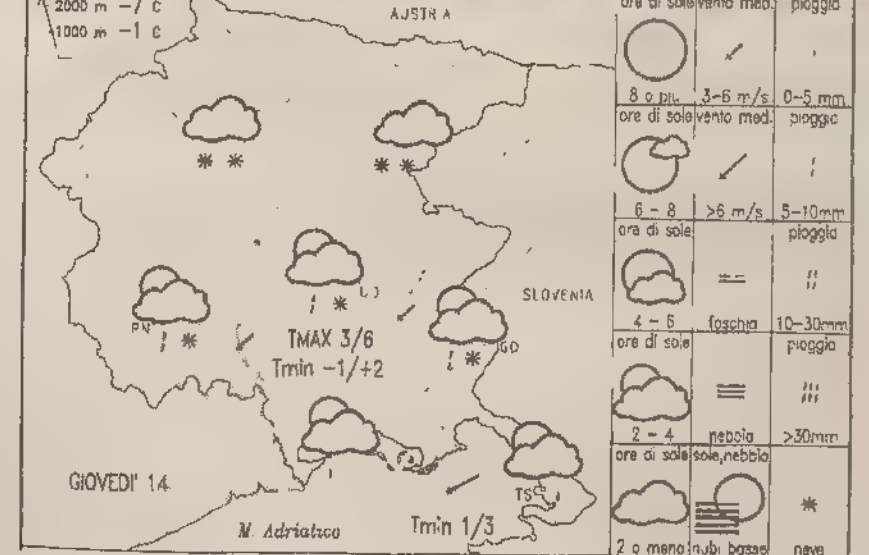 2000 m -7 c
1000 m -1 c
AUSTRIA
SLOVENIA
UD
PN
GO
TMAX 3/6
Tmin -1/+2
GIOVEDI' 14
M. Adriatico
Tmin 1/3
TS
ore di sole vento med. pioggia
8 o piu. 3-6 m/s 0-5 mm
ore di sole vento med. pioggia
6 - 8 >6 m/s 5-10mm
ore di sole pioggia
4 - 6 foschia 10-30mm
ore di sole pioggia
2 - 4 nebbia >30mm
ore di sole sole,nebbia
2 o meno nubi basse neve